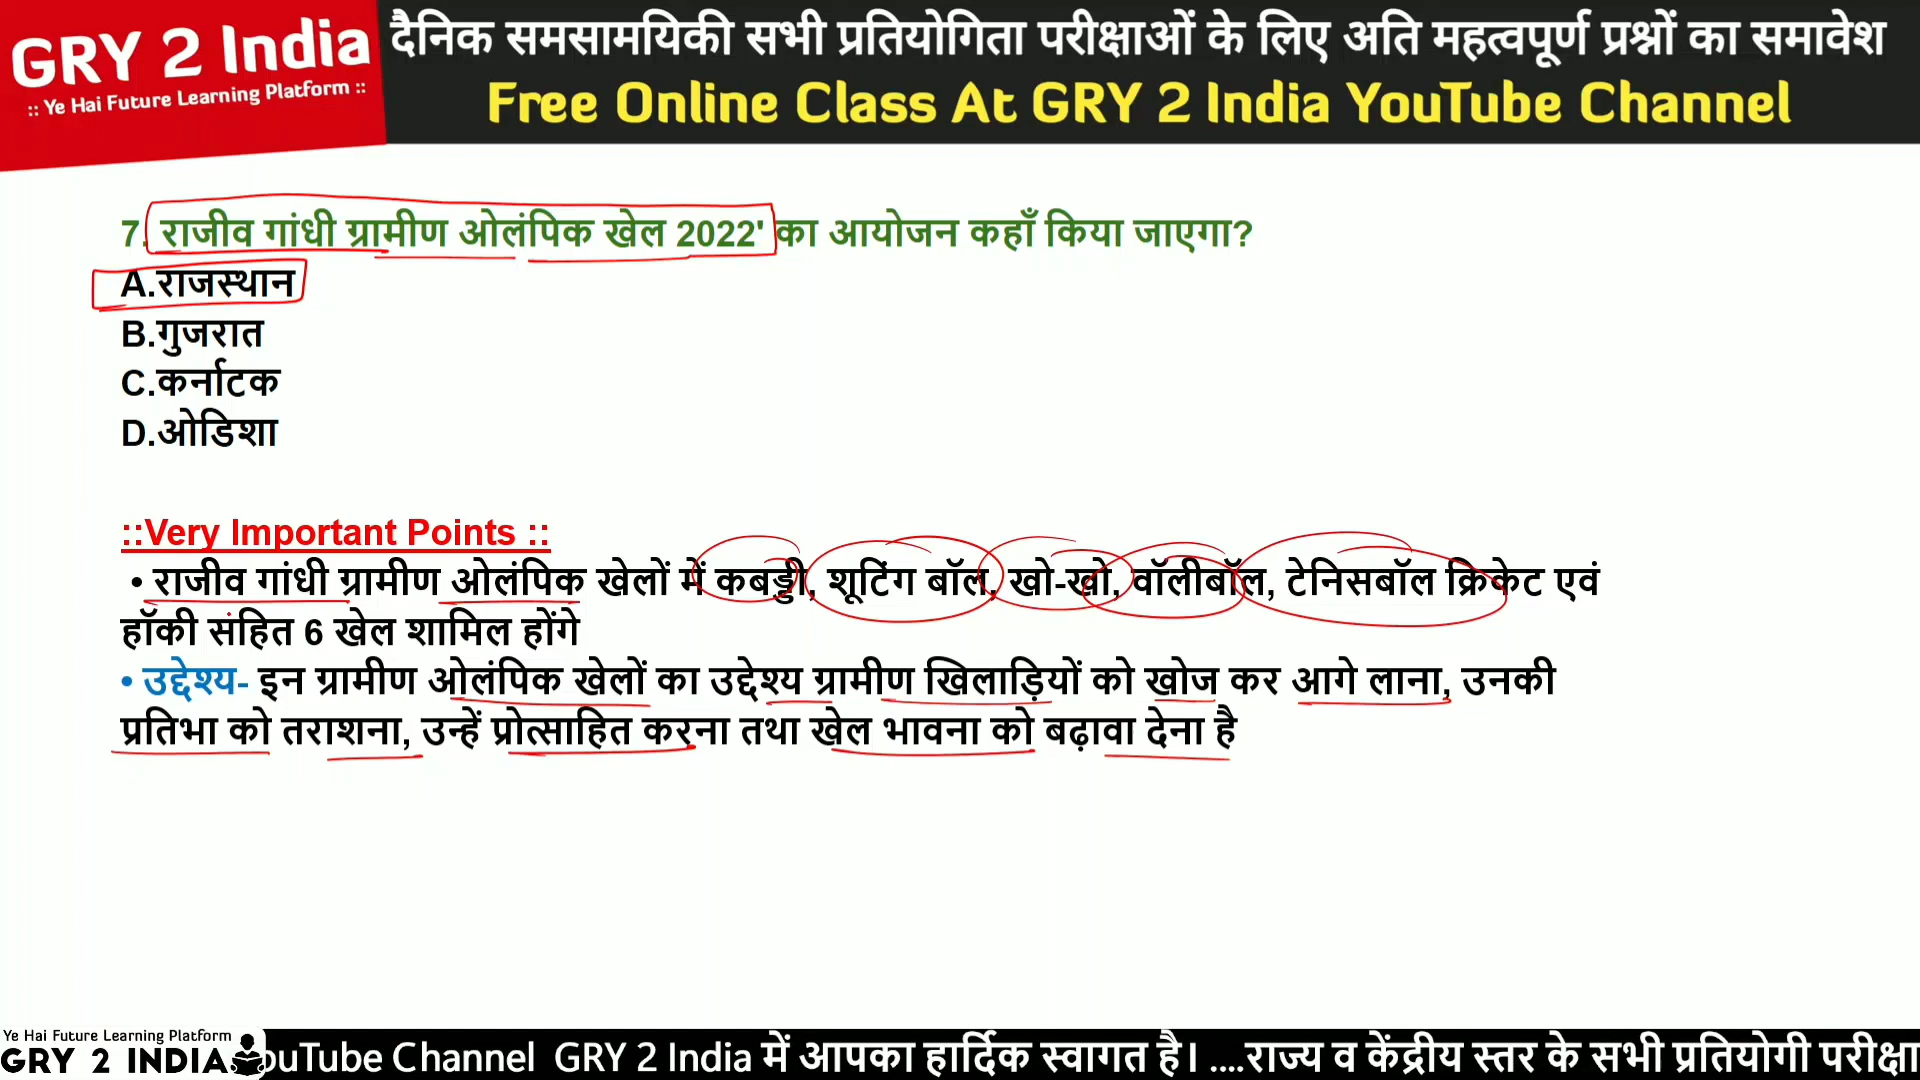 GRY 2 India
:: Ye Hai Future Learning Platform ::
दैनिक समसामयिकी सभी प्रतियोगिता परीक्षाओं के लिए अति महत्वपूर्ण प्रश्नों का समावेश
Free Online Class At GRY 2 India YouTube Channel
7. राजीव गांधी ग्रामीण ओलंपिक खेल 2022' का आयोजन कहाँ किया जाएगा?
A.राजस्थान
B.गुजरात
C.कर्नाटक
D.ओडिशा
::Very Important Points ::
• राजीव गांधी ग्रामीण ओलंपिक खेलों में कबड्डी, शूटिंग बॉल, खो-खो, वॉलीबॉल, टेनिसबॉल क्रिकेट एवं
हॉकी संहित 6 खेल शामिल होंगे
• उद्देश्य- इन ग्रामीण ओलंपिक खेलों का उद्देश्य ग्रामीण खिलाड़ियों को खोज कर आगे लाना, उनकी
प्रतिभा को तराशना, उन्हें प्रोत्साहित करना तथा खेल भावना को बढ़ावा देना है
Ye Hai Future Learning Platform
GRY 2 INDIA
ouTube Channel GRY 2 India में आपका हार्दिक स्वागत है। ....राज्य व केंद्रीय स्तर के सभी प्रतियोगी परीक्षा